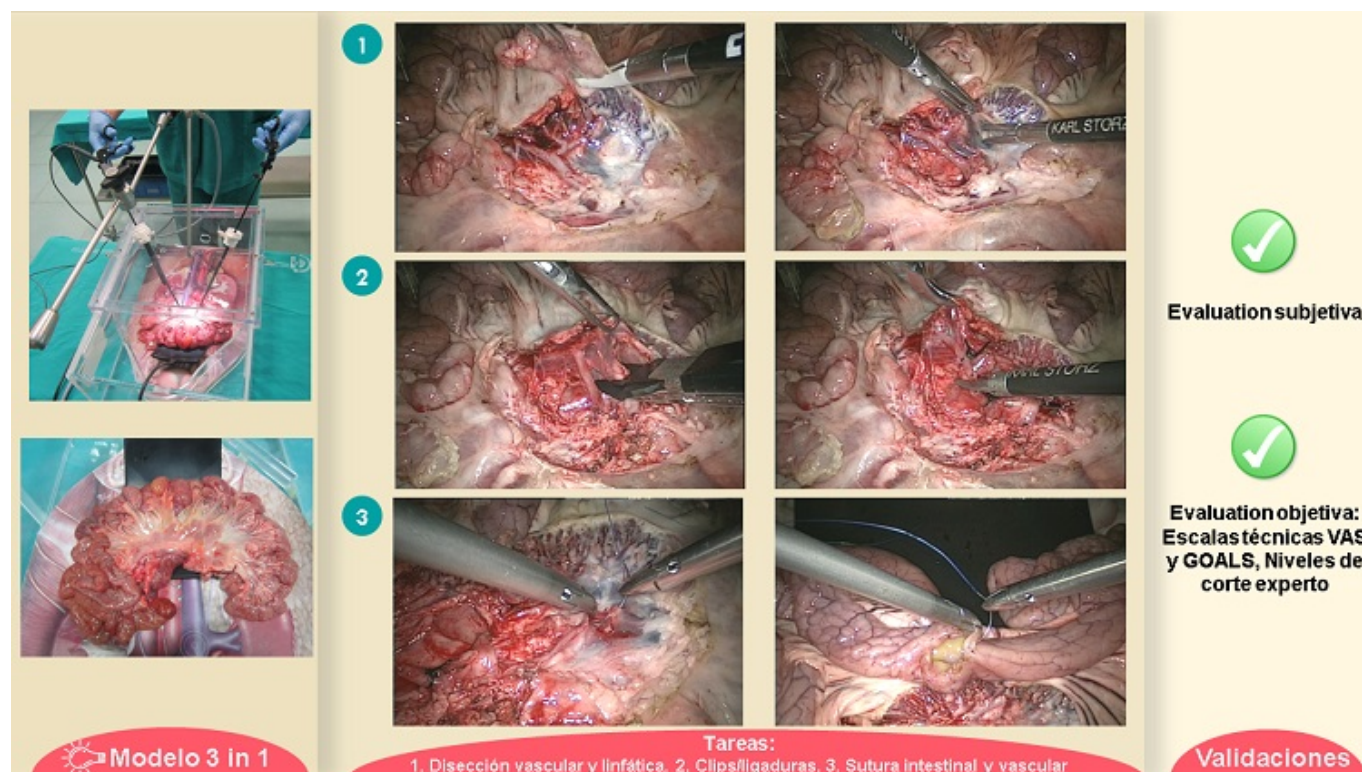 1
KARL STORZ
2
KARL STORZ
3
Evaluation subjetiva
Evaluation objetiva:
Escalas técnicas VAS
y GOALS, Niveles de
corte experto
Modelo 3 in 1
Tareas:
1. Disección vascular y linfática, 2. Clips/ligaduras, 3. Sutura intestinal y vascular
Validaciones